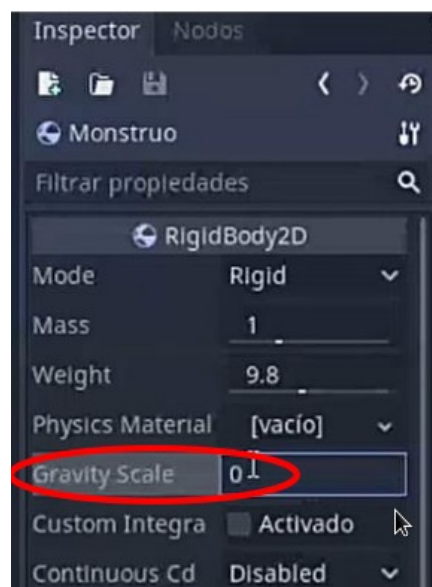 Inspector Nodos
Monstruo
Filtrar propiedades
RigidBody2D
Mode Rigid
Mass 1
Weight 9.8
Physics Material [vacío]
Gravity Scale 0
Custom Integra Activado
Continuous Cd Disabled